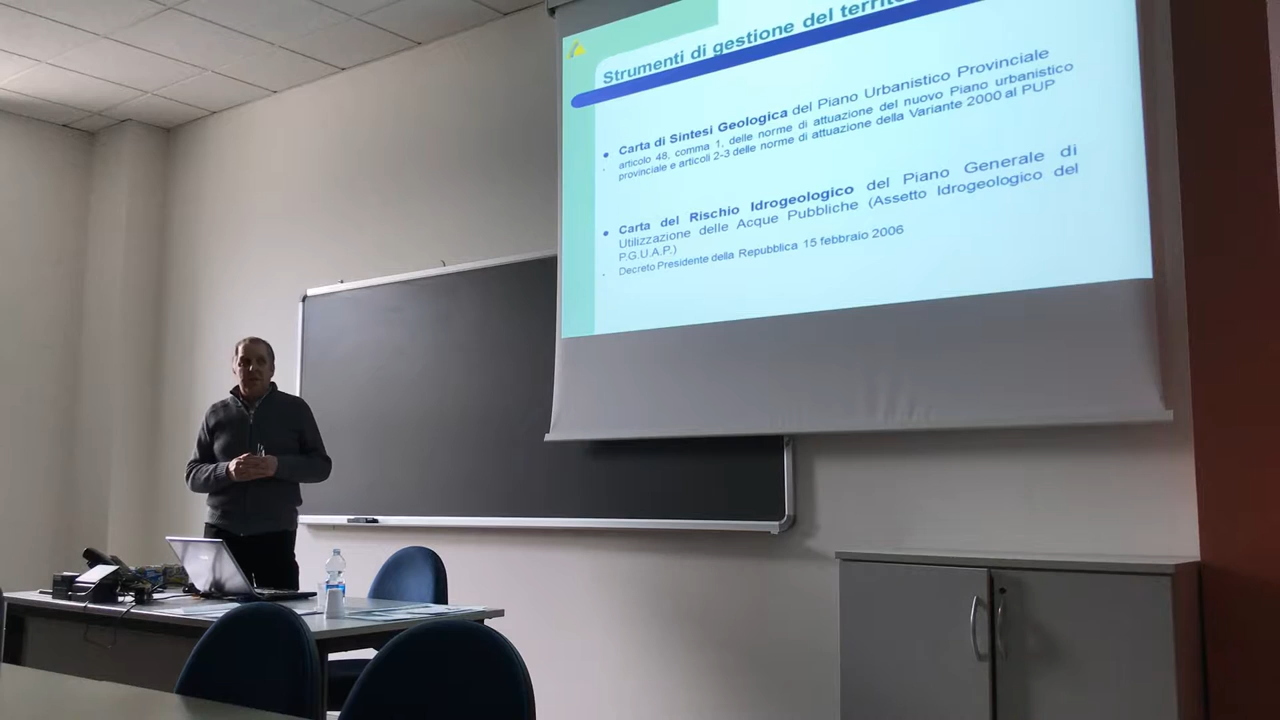 Strumenti di gestione del
• Carta di Sintesi Geologica del Piano Urbanistico Provinciale
articolo 48, comma 1, delle norme di attuazione del nuovo Piano urbanistico
provinciale e articoli 2-3 delle norme di attuazione della Variante 2000 al PUP
• Carta del Rischio Idrogeologico del Piano Generale di
Utilizzazione delle Acque Pubbliche (Assetto Idrogeologico del
P.G.U.A.P.)
Decreto Presidente della Repubblica 15 febbraio 2006